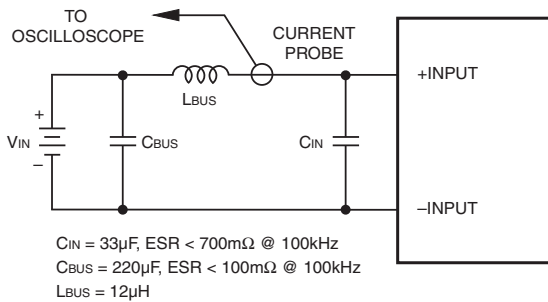 TO
OSCILLOSCOPE
CURRENT
PROBE
+INPUT
LBUS
+
VIN
–
CBUS
CIN
–INPUT
CIN = 33µF, ESR < 700mΩ @ 100kHz
CBUS = 220µF, ESR < 100mΩ @ 100kHz
LBUS = 12µH